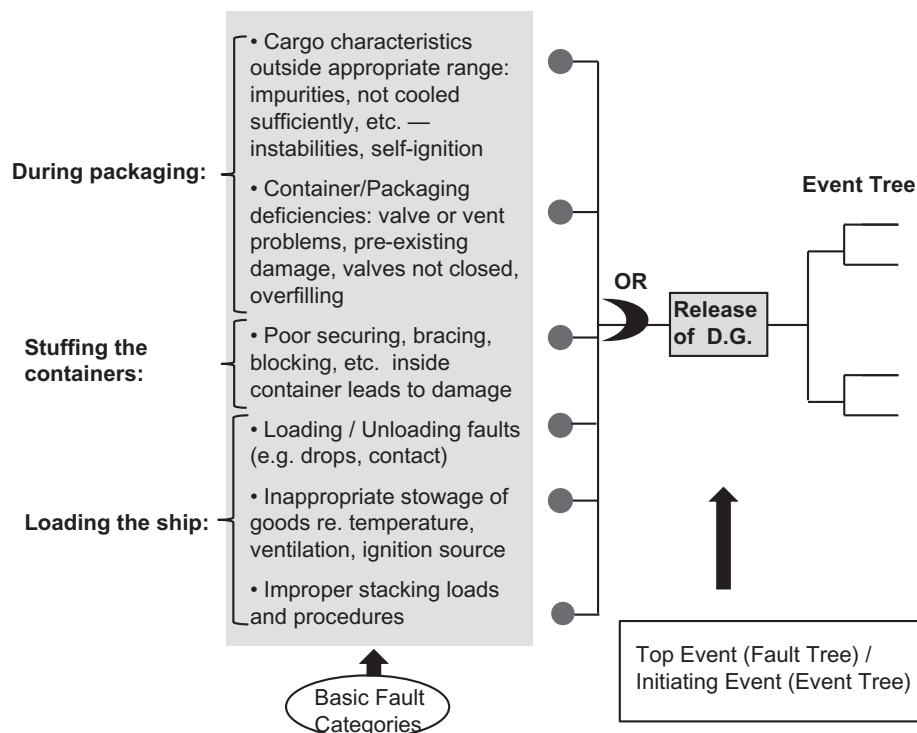 During packaging:
• Cargo characteristics
outside appropriate range:
impurities, not cooled
sufficiently, etc. —
instabilities, self-ignition
• Container/Packaging
deficiencies: valve or vent
problems, pre-existing
damage, valves not closed,
overfilling
Stuffing the
containers:
• Poor securing, bracing,
blocking, etc. inside
container leads to damage
Loading the ship:
• Loading / Unloading faults
(e.g. drops, contact)
• Inappropriate stowage of
goods re. temperature,
ventilation, ignition source
• Improper stacking loads
and procedures
Basic Fault
Categories
OR
Release
of D.G.
Event Tree
Top Event (Fault Tree) /
Initiating Event (Event Tree)